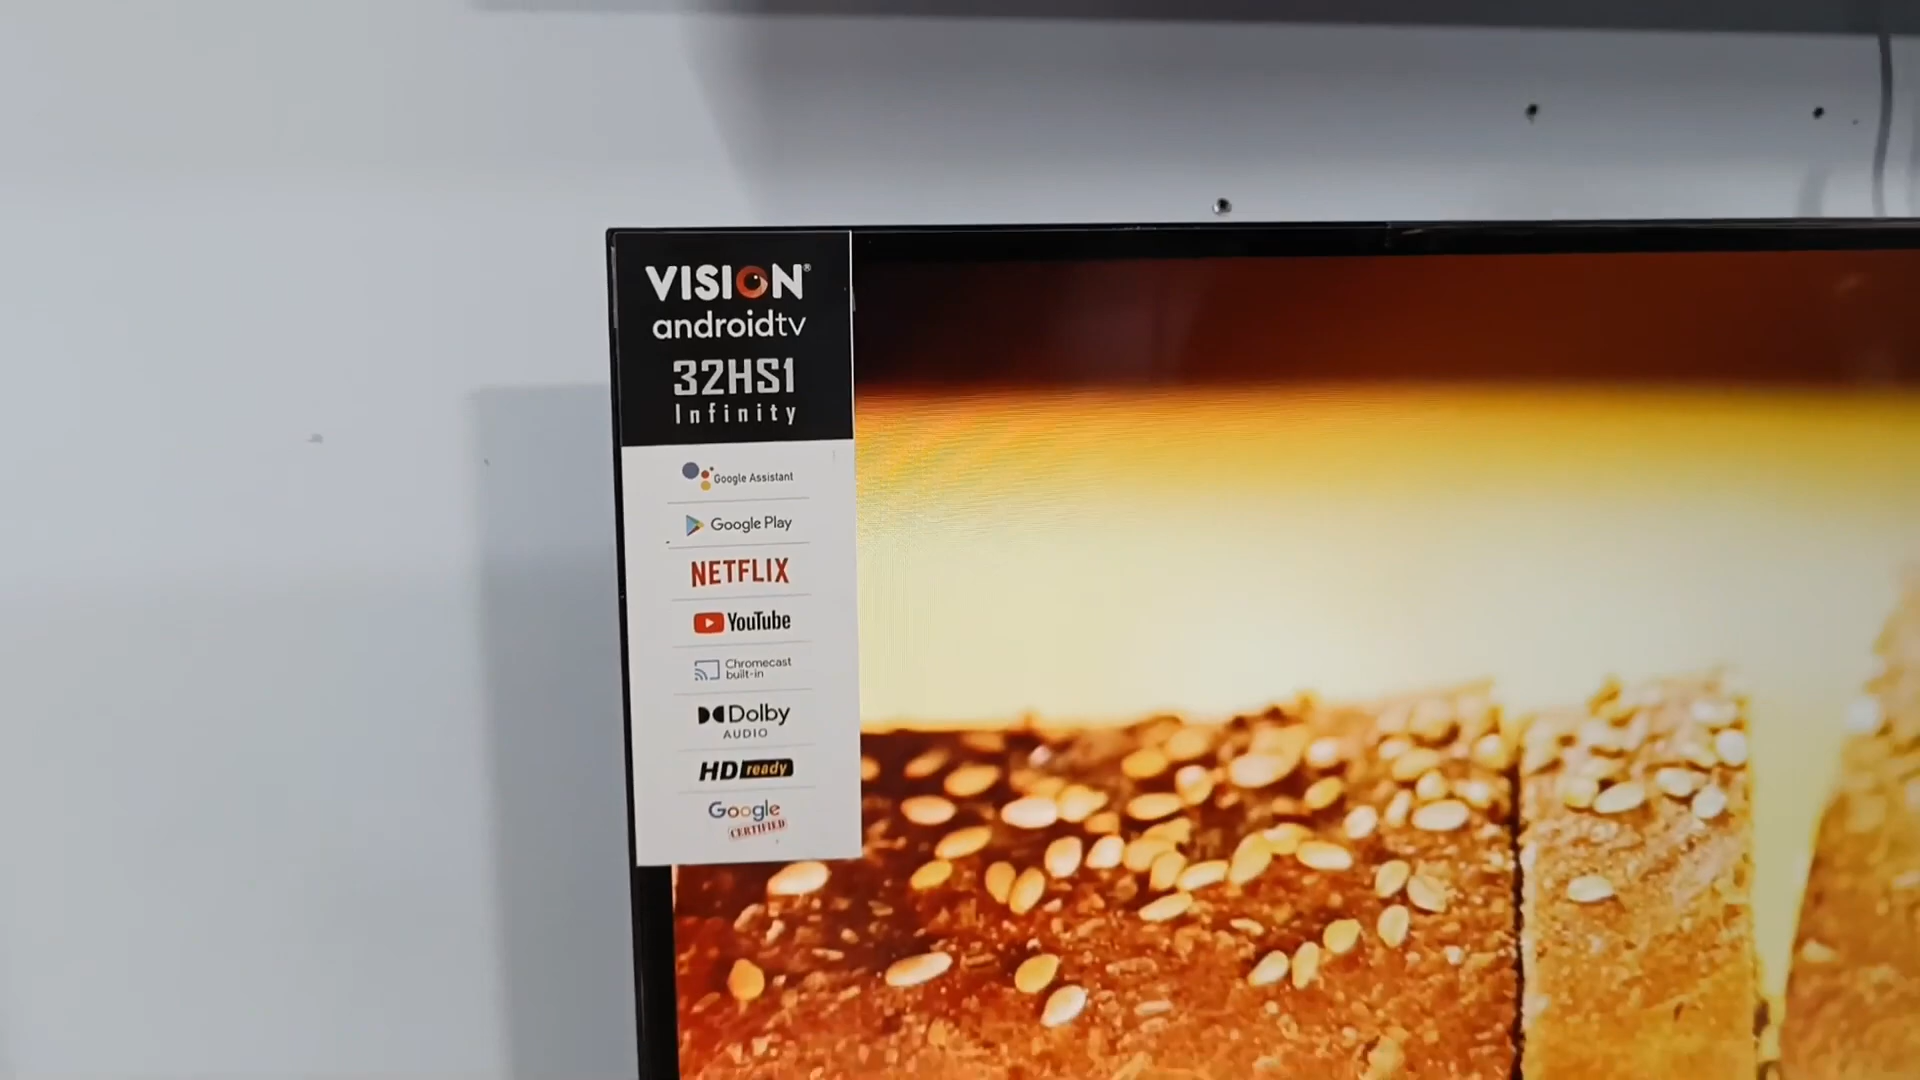 VISION®
androidtv
32HS1
Infinity
Google Assistant
Google Play
NETFLIX
YouTube
Chromecast
built-in
Dolby
AUDIO
HD ready
Google
CERTIFIED